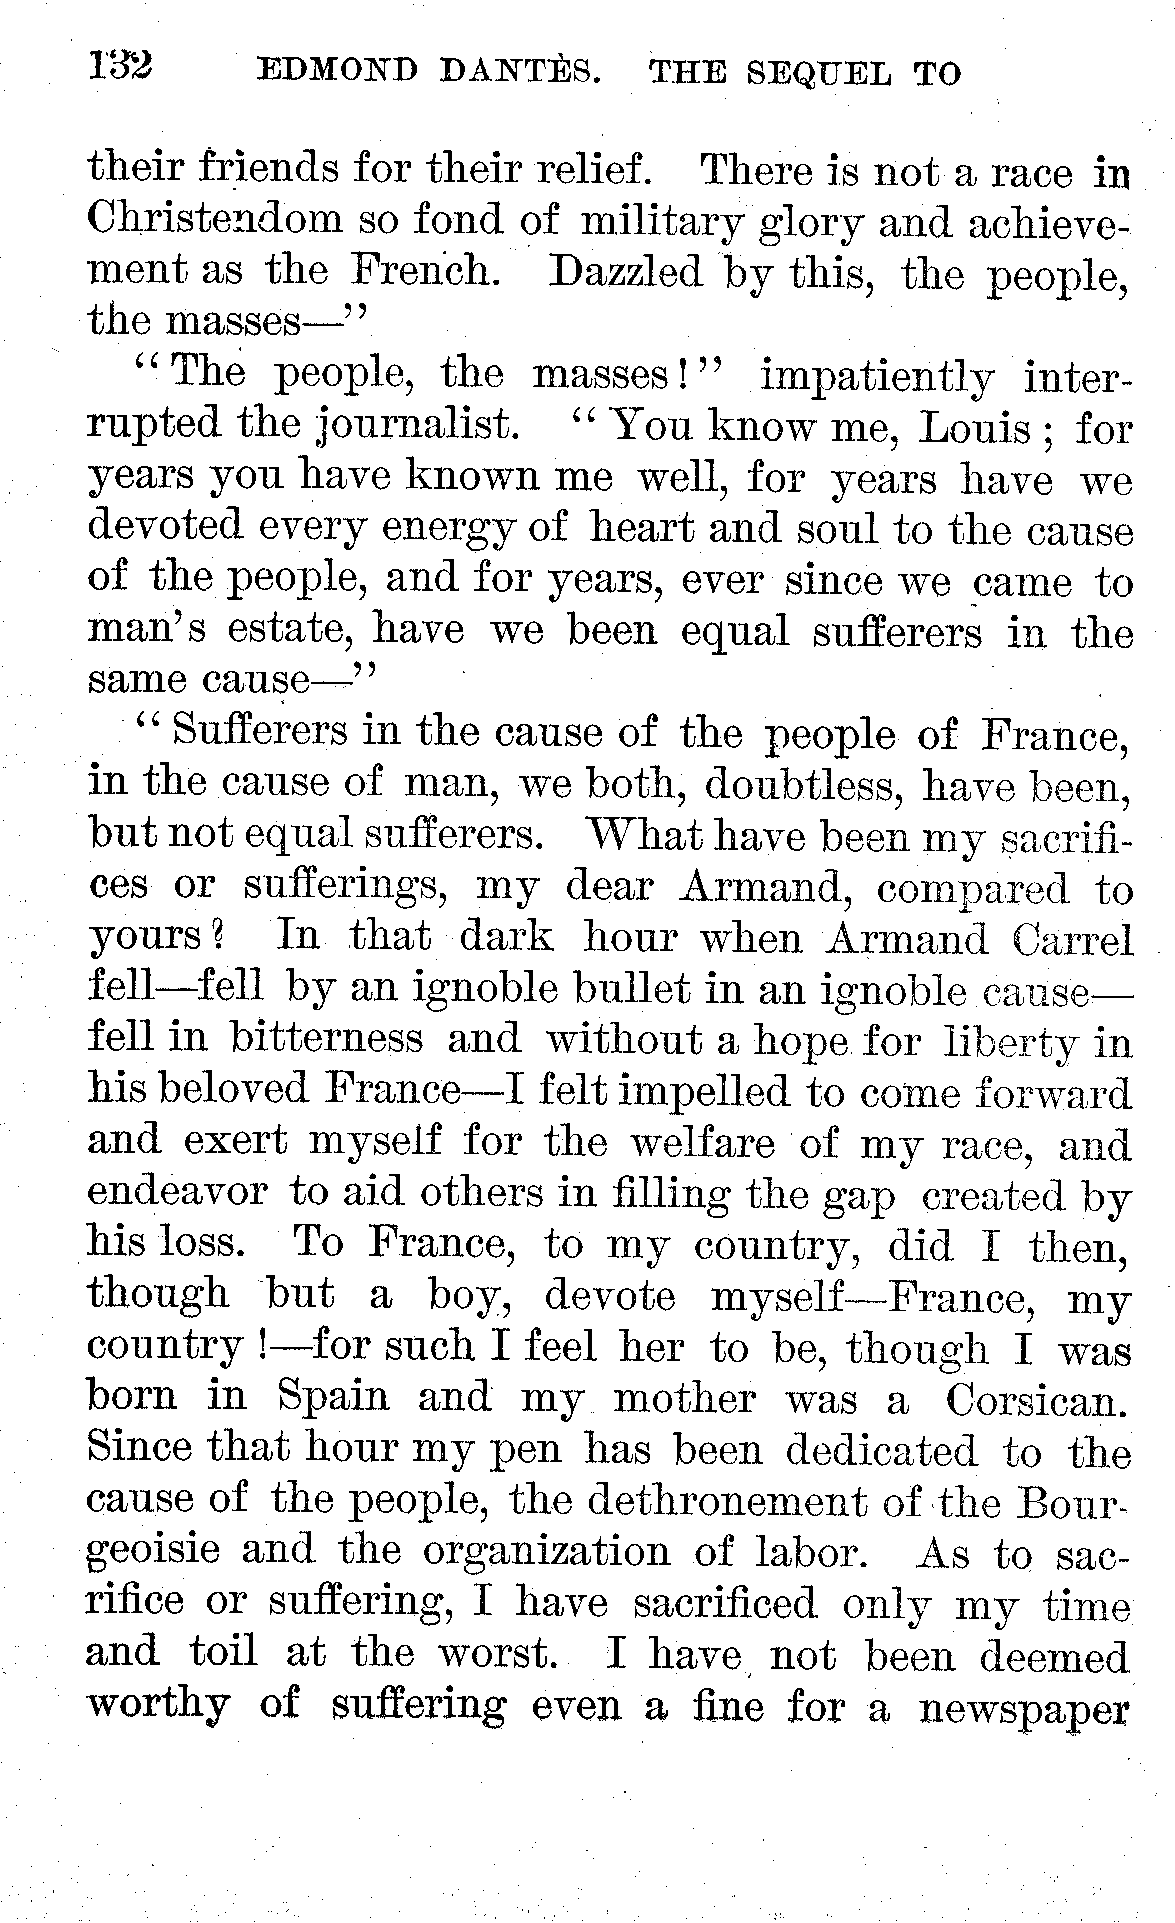 132 EDMOND DANTÈS. THE SEQUEL TO
their friends for their relief. There is not a race in
Christendom so fond of military glory and achieve-
ment as the French. Dazzled by this, the people,
the masses—"
"The people, the masses!" impatiently inter-
rupted the journalist. "You know me, Louis; for
years you have known me well, for years have we
devoted every energy of heart and soul to the cause
of the people, and for years, ever since we came to
man's estate, have we been equal sufferers in the
same cause—"
"Sufferers in the cause of the people of France,
in the cause of man, we both, doubtless, have been,
but not equal sufferers. What have been my sacrifi-
ces or sufferings, my dear Armand, compared to
yours? In that dark hour when Armand Carrel
fell—fell by an ignoble bullet in an ignoble cause—
fell in bitterness and without a hope for liberty in
his beloved France—I felt impelled to come forward
and exert myself for the welfare of my race, and
endeavor to aid others in filling the gap created by
his loss. To France, to my country, did I then,
though but a boy, devote myself—France, my
country!—for such I feel her to be, though I was
born in Spain and my mother was a Corsican.
Since that hour my pen has been dedicated to the
cause of the people, the dethronement of the Bour-
geoisie and the organization of labor. As to sac-
rifice or suffering, I have sacrificed only my time
and toil at the worst. I have not been deemed
worthy of suffering even a fine for a newspaper